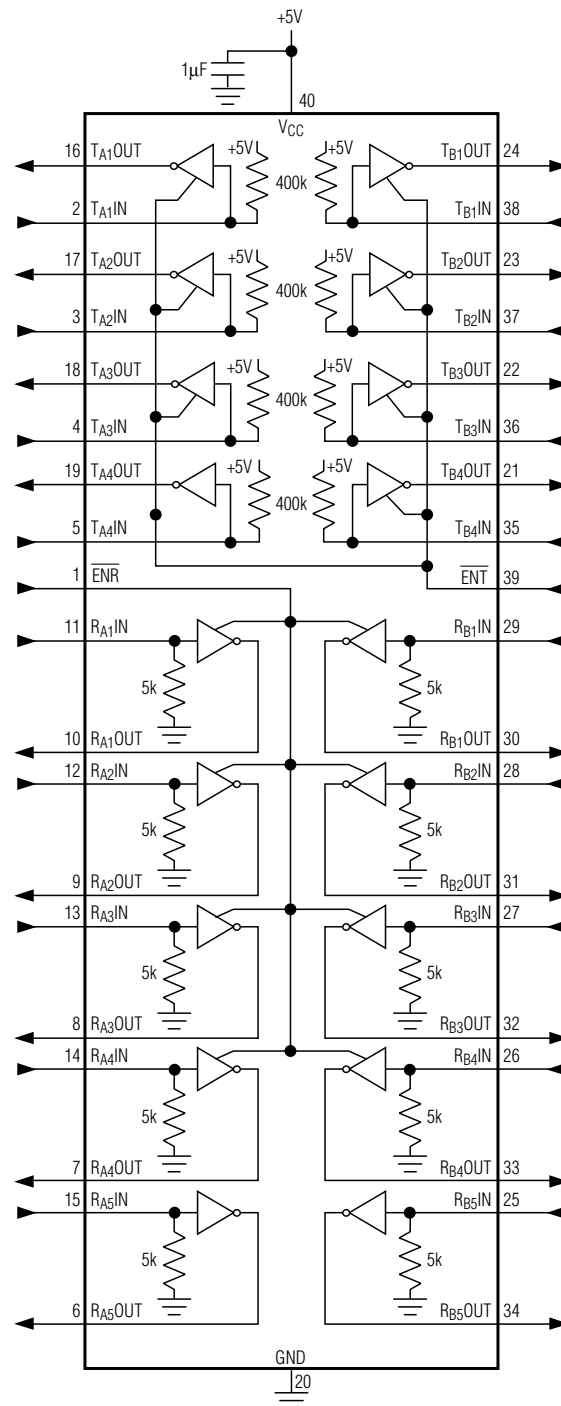 +5V
1µF
40
VCC
16 TA1OUT +5V +5V TB1OUT 24
400k
2 TA1IN TB1IN 38
17 TA2OUT +5V +5V TB2OUT 23
400k
3 TA2IN TB2IN 37
18 TA3OUT +5V +5V TB3OUT 22
400k
4 TA3IN TB3IN 36
19 TA4OUT +5V +5V TB4OUT 21
400k
5 TA4IN TB4IN 35
1 ENR ENT 39
11 RA1IN RB1IN 29
5k 5k
10 RA1OUT RB1OUT 30
12 RA2IN RB2IN 28
5k 5k
9 RA2OUT RB2OUT 31
13 RA3IN RB3IN 27
5k 5k
8 RA3OUT RB3OUT 32
14 RA4IN RB4IN 26
5k 5k
7 RA4OUT RB4OUT 33
15 RA5IN RB5IN 25
5k 5k
6 RA5OUT RB5OUT 34
GND
20